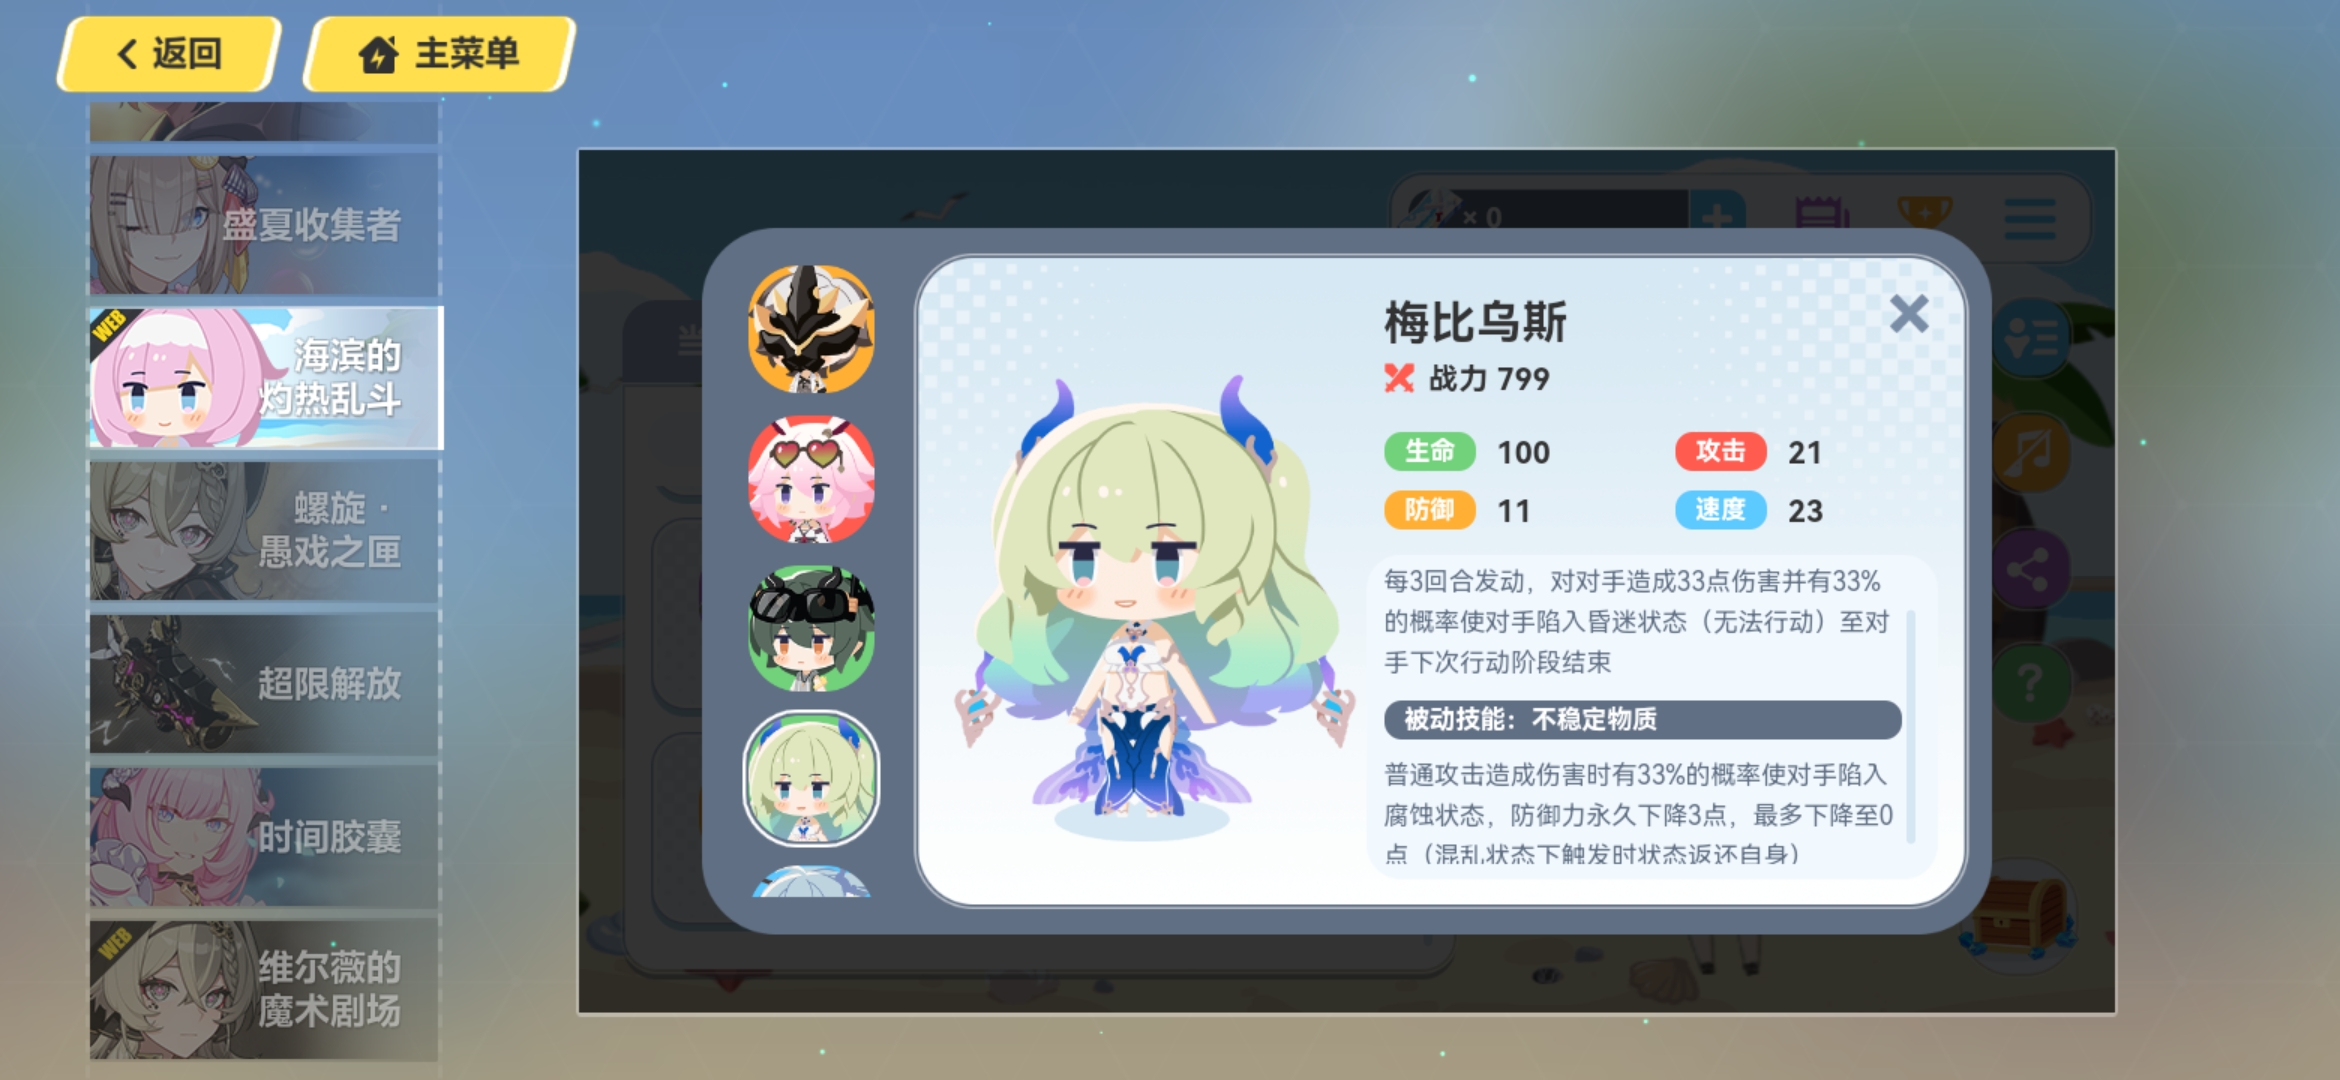 返回
主菜单
盛夏收集者
WEB
海滨的
灼热乱斗
螺旋·
愚戏之匣
超限解放
时间胶囊
WEB
维尔薇的
魔术剧场
×0
当
梅比乌斯
战力 799
生命 100
攻击 21
防御 11
速度 23
每3回合发动，对对手造成33点伤害并有33%
的概率使对手陷入昏迷状态（无法行动）至对
手下次行动阶段结束
被动技能：不稳定物质
普通攻击造成伤害时有33%的概率使对手陷入
腐蚀状态，防御力永久下降3点，最多下降至0
点（混乱状态下触发时状态返还自身）
?